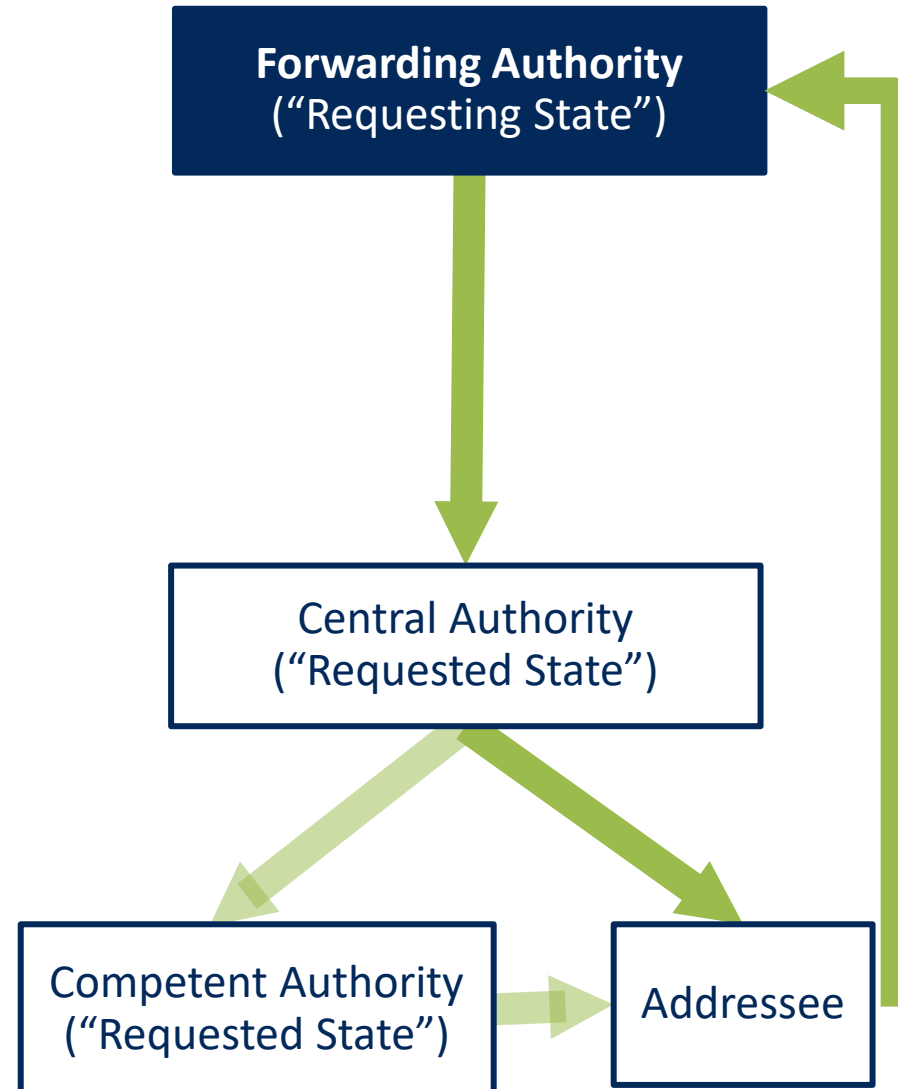 Forwarding Authority
(“Requesting State”)
Central Authority
(“Requested State”)
Competent Authority
(“Requested State”)
Addressee